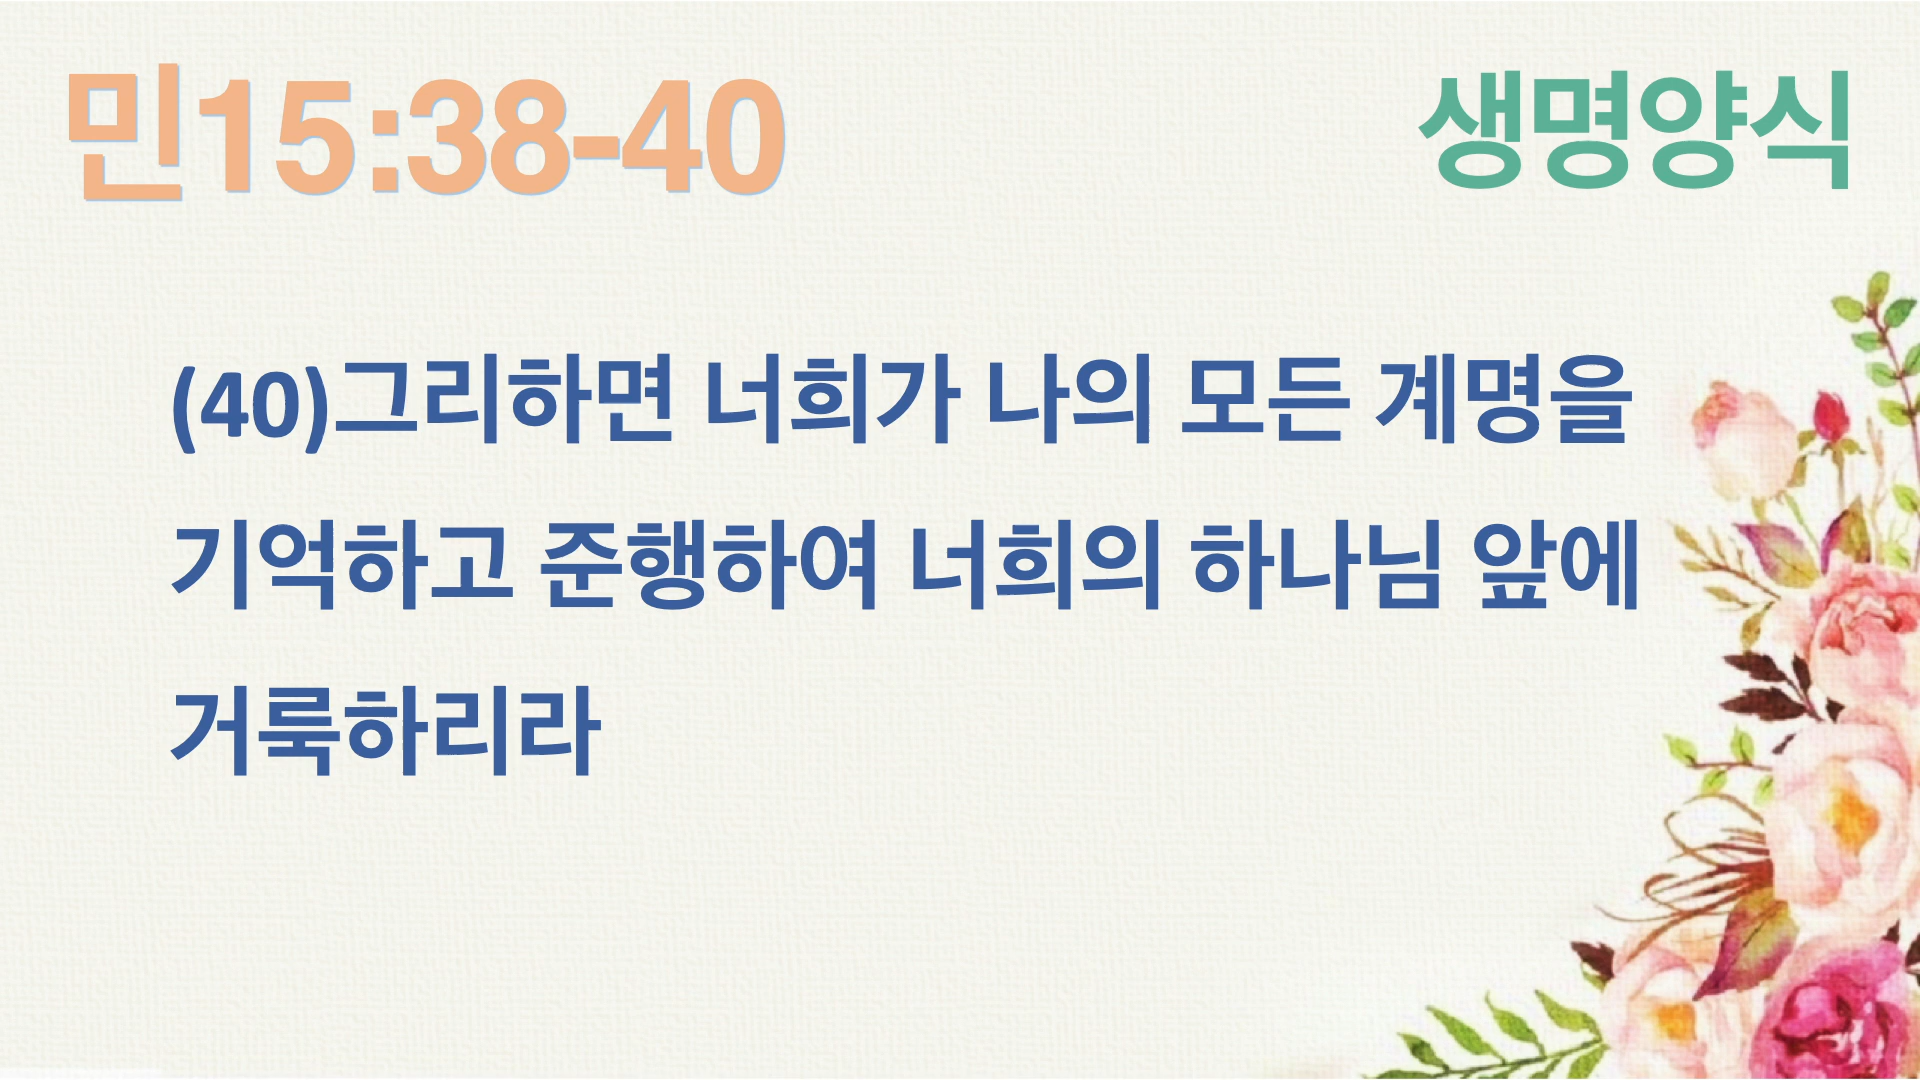 민15:38-40
생명양식
(40)그리하면 너희가 나의 모든 계명을
기억하고 준행하여 너희의 하나님 앞에
거룩하리라